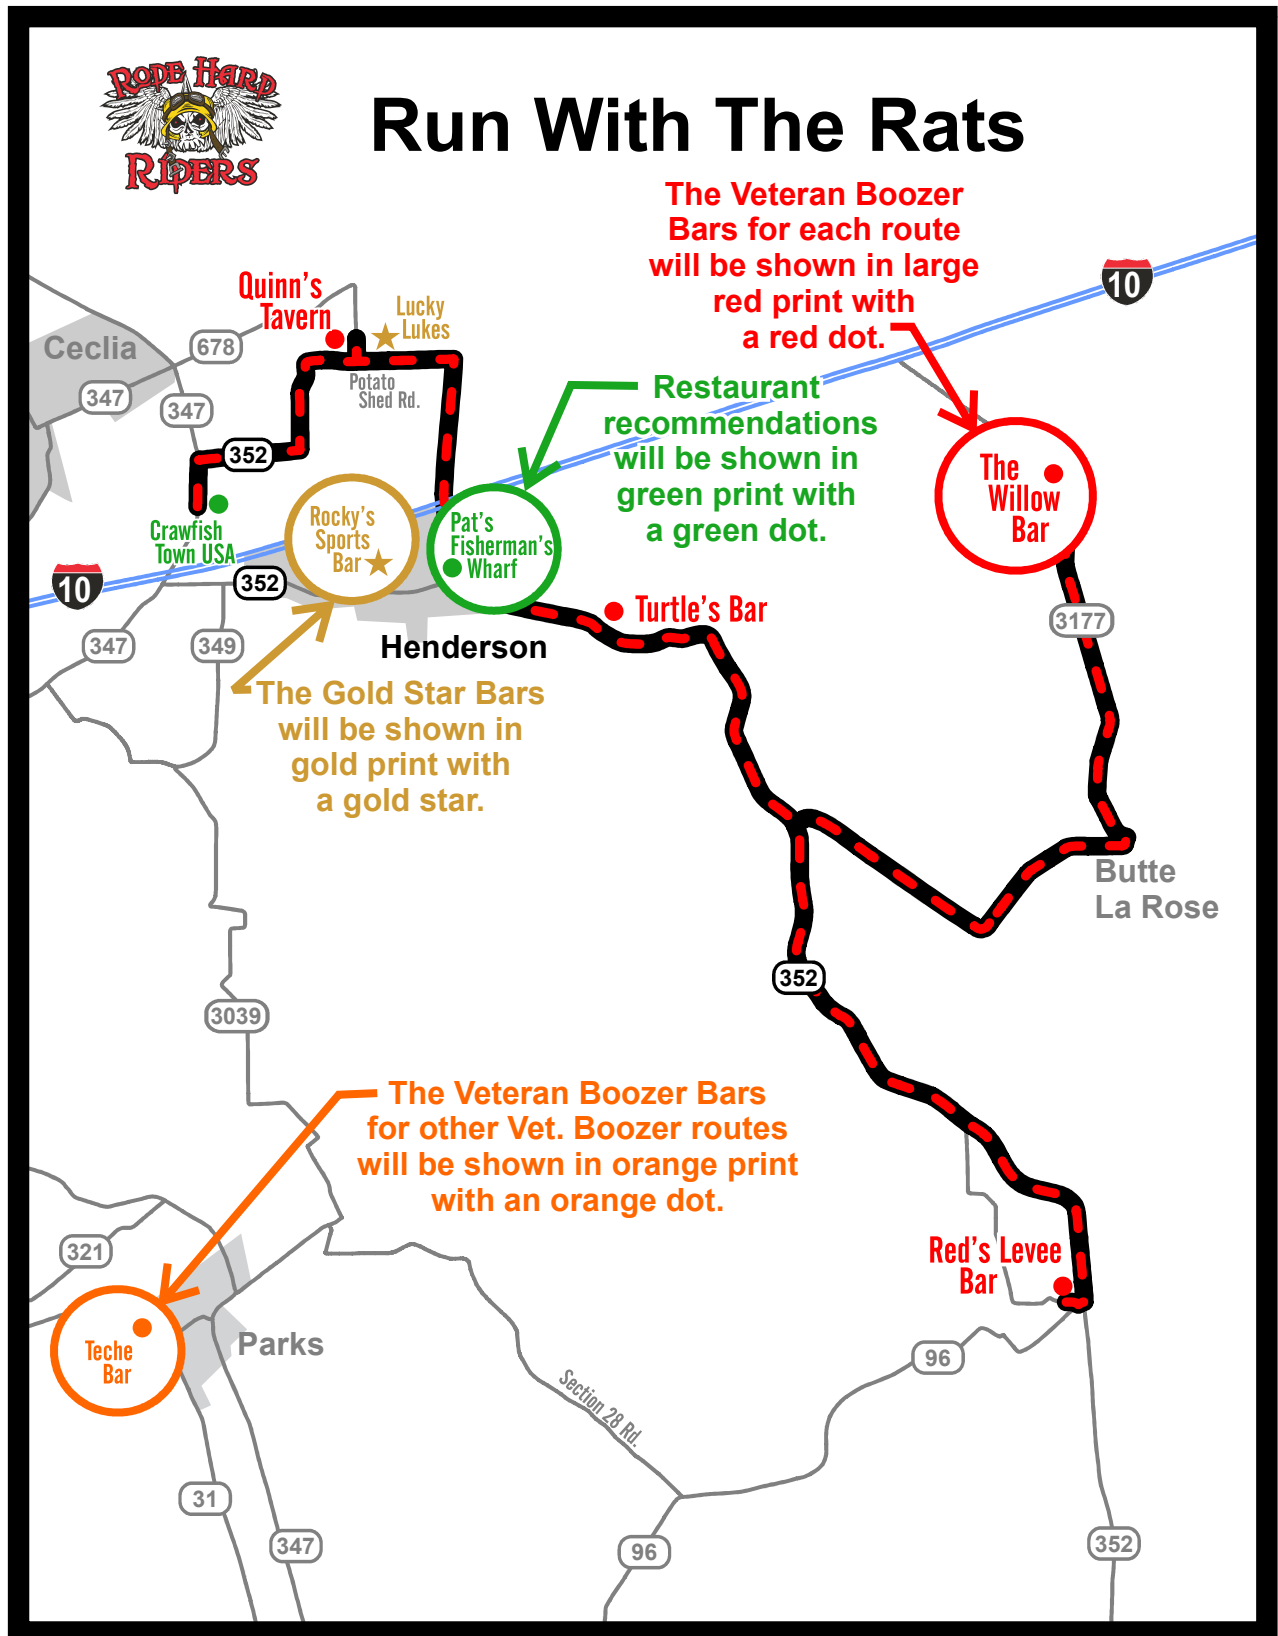 RODE HARD
RIDERS
Run With The Rats
The Veteran Boozer
Bars for each route
will be shown in large
red print with
a red dot.
10
Quinn's
Tavern
Lucky
Lukes
678
Ceclia
347
347
Potato
Shed Rd.
352
Restaurant
recommendations
will be shown in
green print with
a green dot.
The
Willow
Bar
Crawfish
Town USA
Rocky's
Sports
Bar
Pat's
Fisherman's
Wharf
10
352
Turtle's Bar
3177
347
349
Henderson
The Gold Star Bars
will be shown in
gold print with
a gold star.
Butte
La Rose
352
3039
The Veteran Boozer Bars
for other Vet. Boozer routes
will be shown in orange print
with an orange dot.
321
Red's Levee
Bar
Teche
Bar
Parks
96
Section 28 Rd.
31
347
96
352